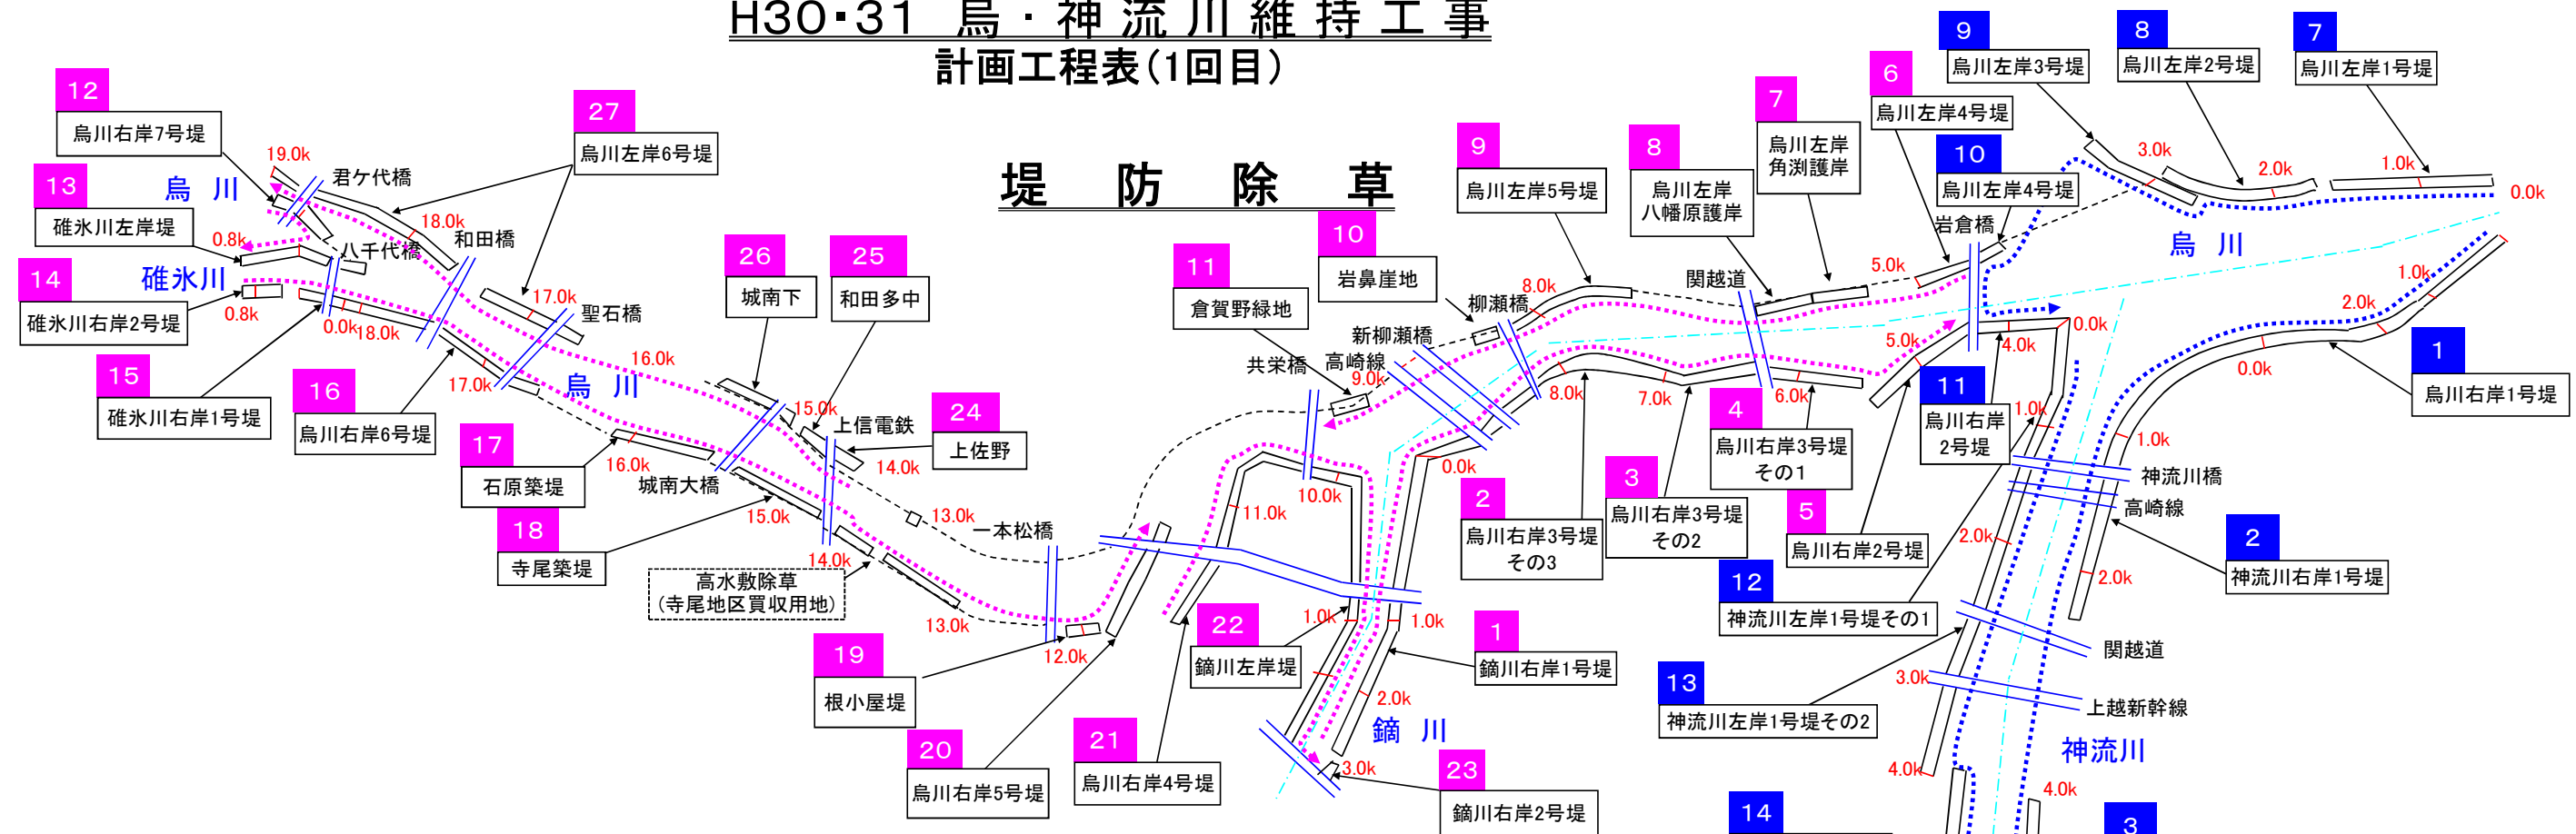 H30・31 烏・神流川維持工事
計画工程表(1回目)
堤防除草
12
烏川右岸7号堤
13
碓氷川左岸堤
14
碓氷川右岸2号堤
15
碓氷川右岸1号堤
16
烏川右岸6号堤
27
烏川左岸6号堤
烏川
碓氷川
19.0k
君ケ代橋
18.0k
和田橋
0.8k
八千代橋
0.8k
0.0k
18.0k
17.0k
聖石橋
17.0k
烏川
16.0k
26
城南下
25
和田多中
24
上佐野
15.0k
上信電鉄
14.0k
17
石原築堤
16.0k
城南大橋
18
寺尾築堤
15.0k
14.0k
高水敷除草
(寺尾地区買収用地)
13.0k
一本松橋
13.0k
12.0k
19
根小屋堤
20
烏川右岸5号堤
21
烏川右岸4号堤
22
鏑川左岸堤
1
鏑川右岸1号堤
23
鏑川右岸2号堤
鏑川
1.0k
1.0k
2.0k
3.0k
11.0k
10.0k
0.0k
11
倉賀野緑地
10
岩鼻崖地
9
烏川左岸5号堤
8
烏川左岸
八幡原護岸
7
烏川左岸
角渕護岸
6
烏川左岸4号堤
共栄橋
高崎線
9.0k
新柳瀬橋
柳瀬橋
8.0k
関越道
5.0k
岩倉橋
8.0k
7.0k
6.0k
5.0k
4.0k
0.0k
2
烏川右岸3号堤
その3
3
烏川右岸3号堤
その2
4
烏川右岸3号堤
その1
5
烏川右岸2号堤
9
烏川左岸3号堤
8
烏川左岸2号堤
7
烏川左岸1号堤
10
烏川左岸4号堤
3.0k
2.0k
1.0k
0.0k
烏川
1.0k
2.0k
0.0k
1
烏川右岸1号堤
11
烏川右岸
2号堤
1.0k
1.0k
神流川橋
高崎線
2
神流川右岸1号堤
2.0k
2.0k
12
神流川左岸1号堤その1
関越道
13
神流川左岸1号堤その2
3.0k
上越新幹線
神流川
4.0k
4.0k
14
3